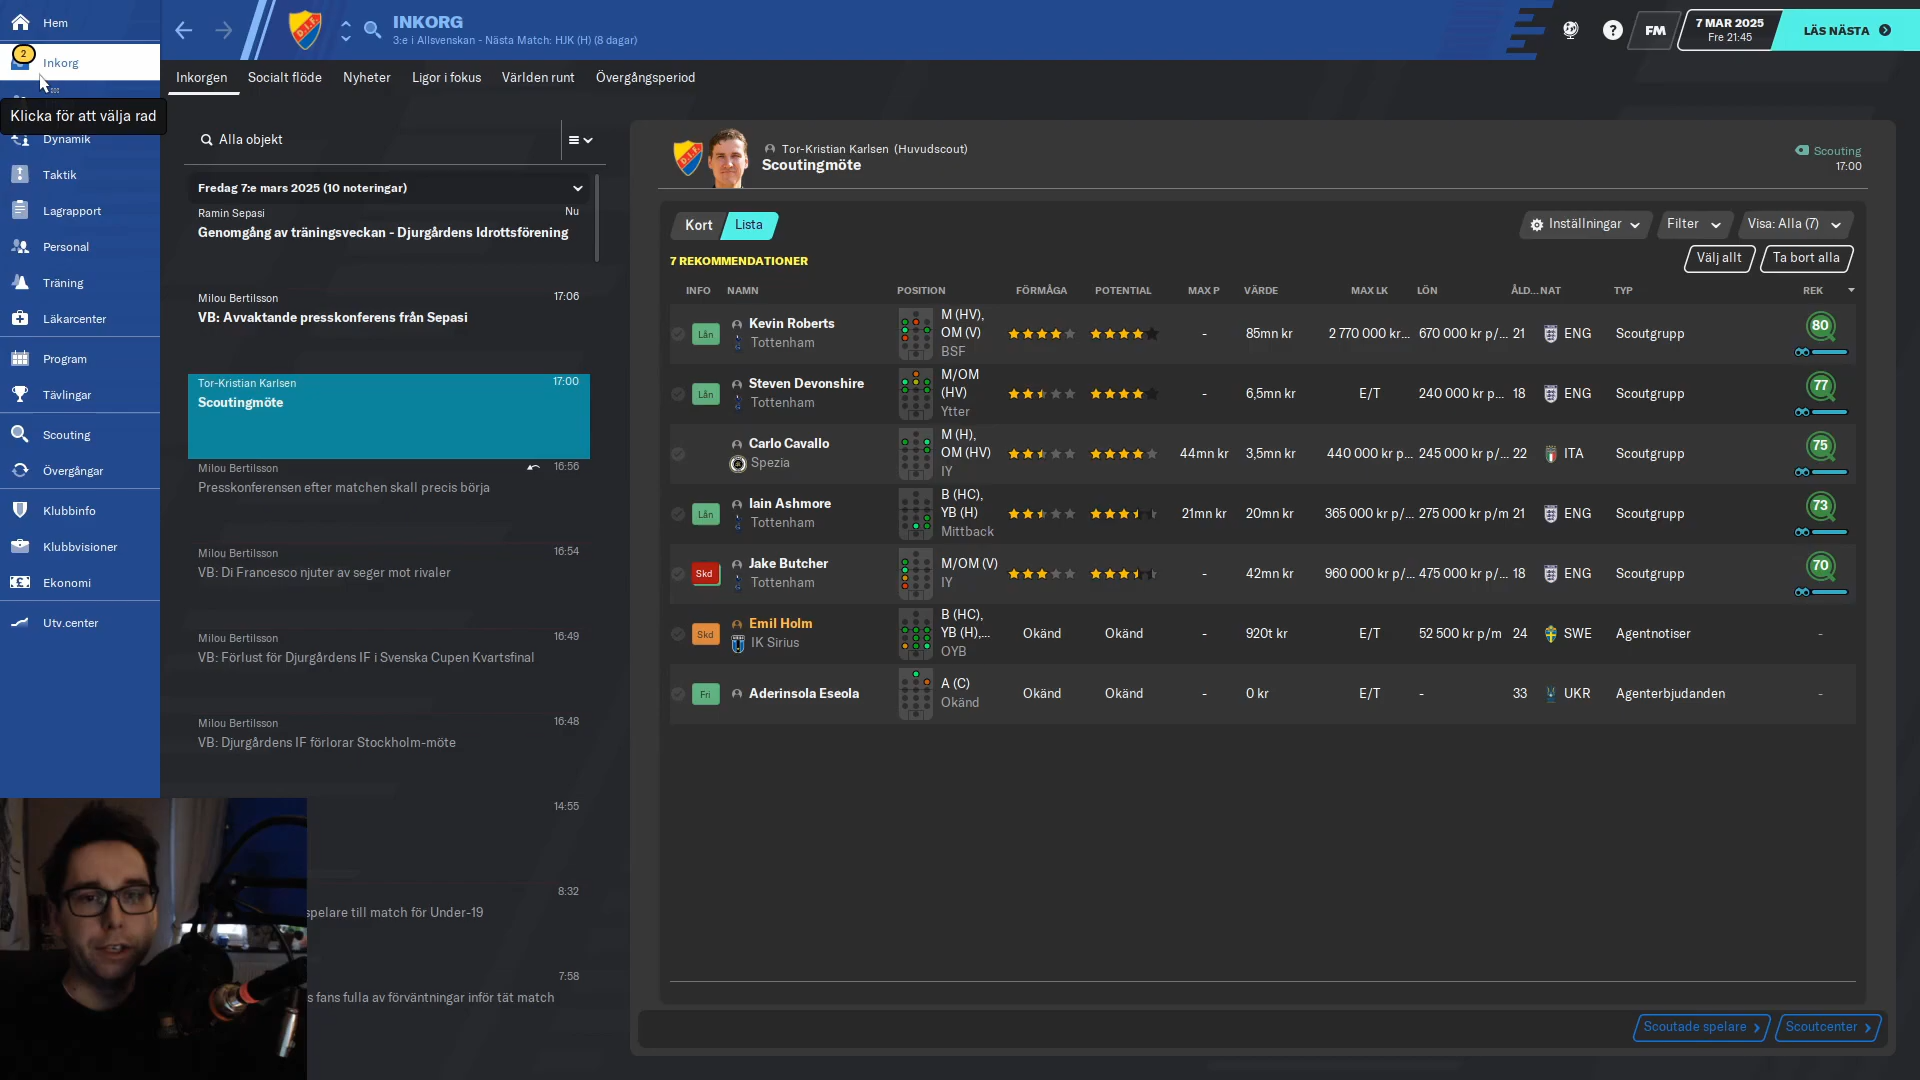 Hem
2
Inkorg
Klicka för att välja rad
Dynamik
Taktik
Lagrapport
Personal
Träning
Läkarcenter
Program
Tävlingar
Scouting
Övergångar
Klubbinfo
Klubbvisioner
Ekonomi
Utv.center
INKORG
3:e i Allsvenskan - Nästa Match: HJK (H) (8 dagar)
FM
7 MAR 2025
Fre 21:45
LÄS NÄSTA
Inkorgen Socialt flöde Nyheter Ligor i fokus Världen runt Övergångsperiod
Alla objekt
Fredag 7:e mars 2025 (10 noteringar)
Ramin Sepasi Nu
Genomgång av träningsveckan - Djurgårdens Idrottsförening
Milou Bertilsson 17:06
VB: Avvaktande presskonferens från Sepasi
Tor-Kristian Karlsen 17:00
Scoutingmöte
Milou Bertilsson 16:56
Presskonferensen efter matchen skall precis börja
Milou Bertilsson 16:54
VB: Di Francesco njuter av seger mot rivaler
Milou Bertilsson 16:49
VB: Förlust för Djurgårdens IF i Svenska Cupen Kvartsfinal
Milou Bertilsson 16:48
VB: Djurgårdens IF förlorar Stockholm-möte
14:55
8:32
spelare till match för Under-19
7:58
s fans fulla av förväntningar inför tät match
Tor-Kristian Karlsen (Huvudscout)
Scoutingmöte
Scouting
17:00
Kort Lista
Inställningar Filter Visa: Alla (7)
7 REKOMMENDATIONER
Välj allt Ta bort alla
INFO NAMN POSITION FÖRMÅGA POTENTIAL MAX P VÄRDE MAX LK LÖN ÅLD... NAT TYP REK
Lån Kevin Roberts Tottenham M (HV), OM (V) BSF - 85mn kr 2 770 000 kr... 670 000 kr p/... 21 ENG Scoutgrupp 80
Lån Steven Devonshire Tottenham M/OM (HV) Ytter - 6,5mn kr E/T 240 000 kr p... 18 ENG Scoutgrupp 77
Carlo Cavallo Spezia M (H), OM (HV) IY 44mn kr 3,5mn kr 440 000 kr p... 245 000 kr p/... 22 ITA Scoutgrupp 75
Lån Iain Ashmore Tottenham B (HC), YB (H) Mittback 21mn kr 20mn kr 365 000 kr p/... 275 000 kr p/m 21 ENG Scoutgrupp 73
Skd Jake Butcher Tottenham M/OM (V) IY - 42mn kr 960 000 kr p/... 475 000 kr p/... 18 ENG Scoutgrupp 70
Skd Emil Holm IK Sirius B (HC), YB (H),... OYB Okänd Okänd - 920t kr E/T 52 500 kr p/m 24 SWE Agentnotiser -
Fri Aderinsola Eseola A (C) Okänd Okänd Okänd - 0 kr E/T - 33 UKR Agenterbjudanden -
Scoutade spelare Scoutcenter